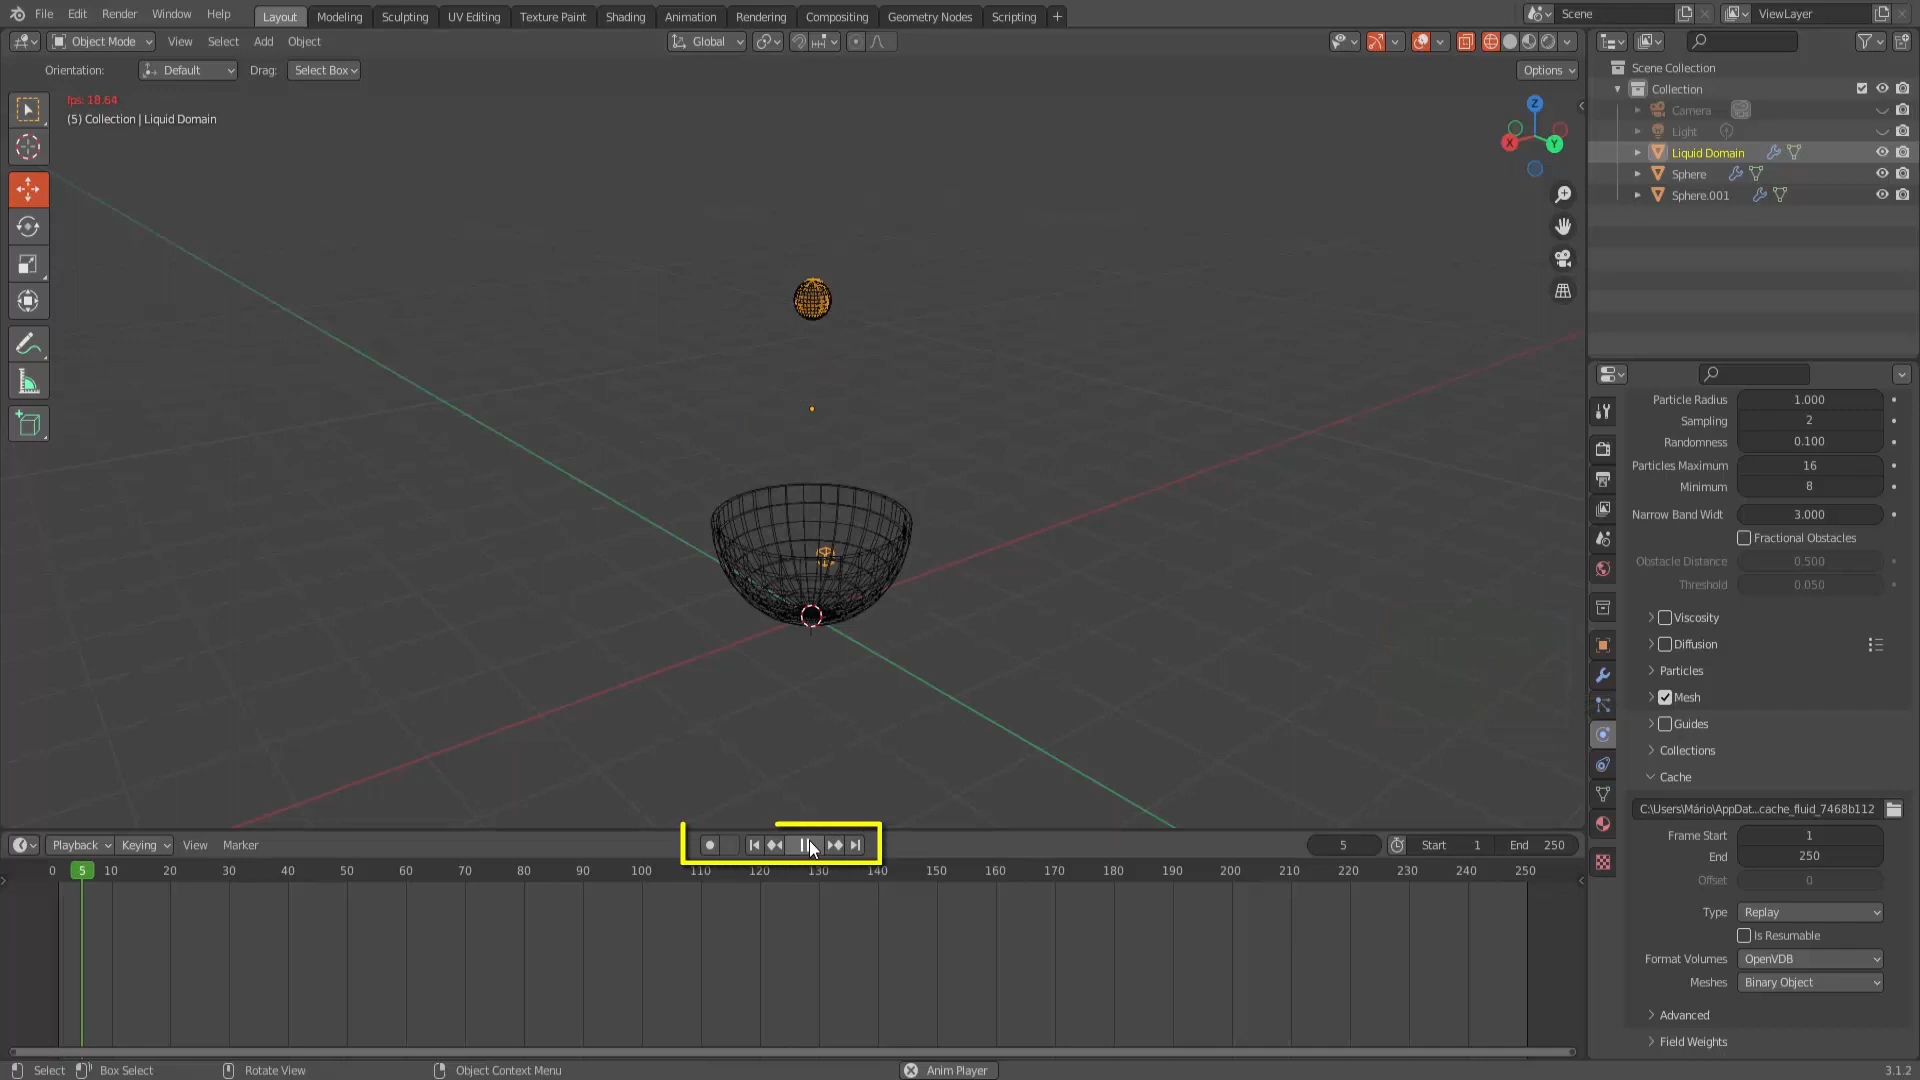 File Edit Render Window Help Layout Modeling Sculpting UV Editing Texture Paint Shading Animation Rendering Compositing Geometry Nodes Scripting + Scene ViewLayer
Object Mode View Select Add Object Global
Orientation: Default Drag: Select Box Options
fps: 18.64
(5) Collection | Liquid Domain
Z
X
Y
Scene Collection
Collection
Camera
Light
Liquid Domain
Sphere
Sphere.001
Particle Radius 1.000
Sampling 2
Randomness 0.100
Particles Maximum 16
Minimum 8
Narrow Band Widt 3.000
Fractional Obstacles
Obstacle Distance 0.500
Threshold 0.050
Viscosity
Diffusion
Particles
Mesh
Guides
Collections
Cache
C:\Users\Mário\AppDat...cache_fluid_7468b112
Frame Start 1
End 250
Offset 0
Type Replay
Is Resumable
Format Volumes OpenVDB
Meshes Binary Object
Advanced
Field Weights
Playback Keying View Marker 5 Start 1 End 250
0 5 10 20 30 40 50 60 70 80 90 100 110 120 130 140 150 160 170 180 190 200 210 220 230 240 250
Select Box Select Rotate View Object Context Menu Anim Player 3.1.2